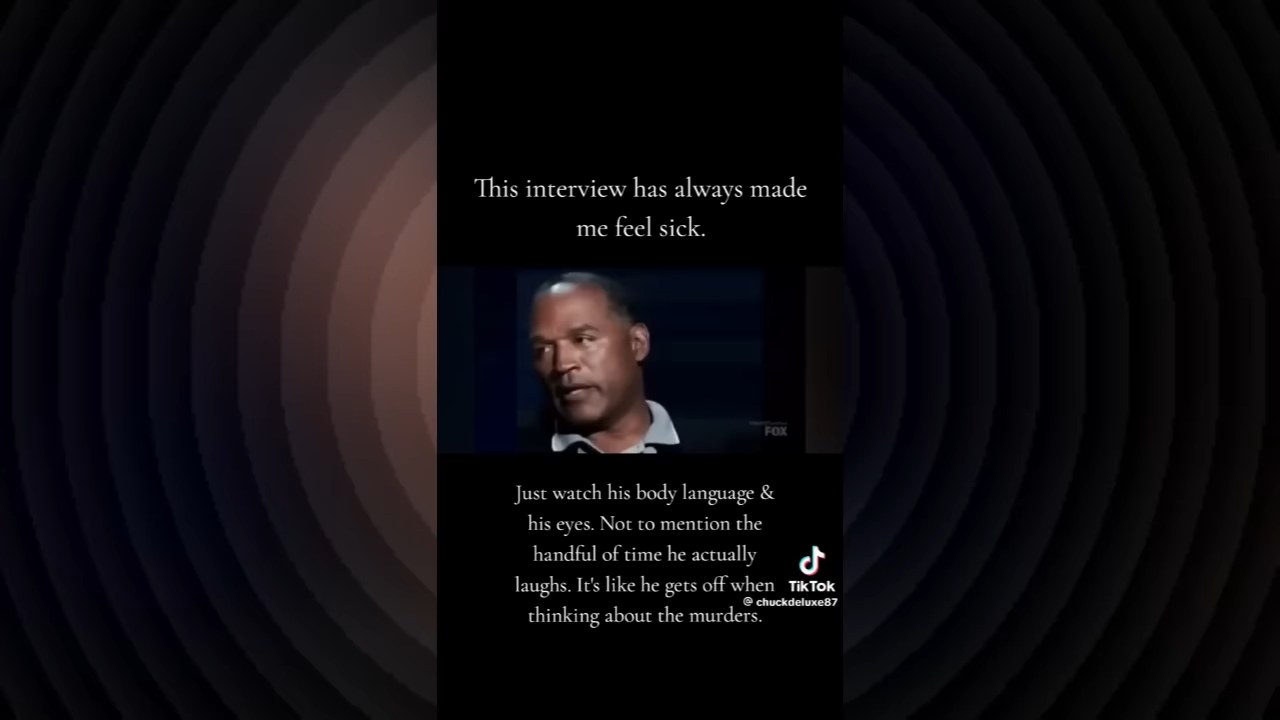 This interview has always made
me feel sick.
FOX
Just watch his body language &
his eyes. Not to mention the
handful of time he actually
laughs. It's like he gets off when
thinking about the murders.
TikTok
@ chuckdeluxe87